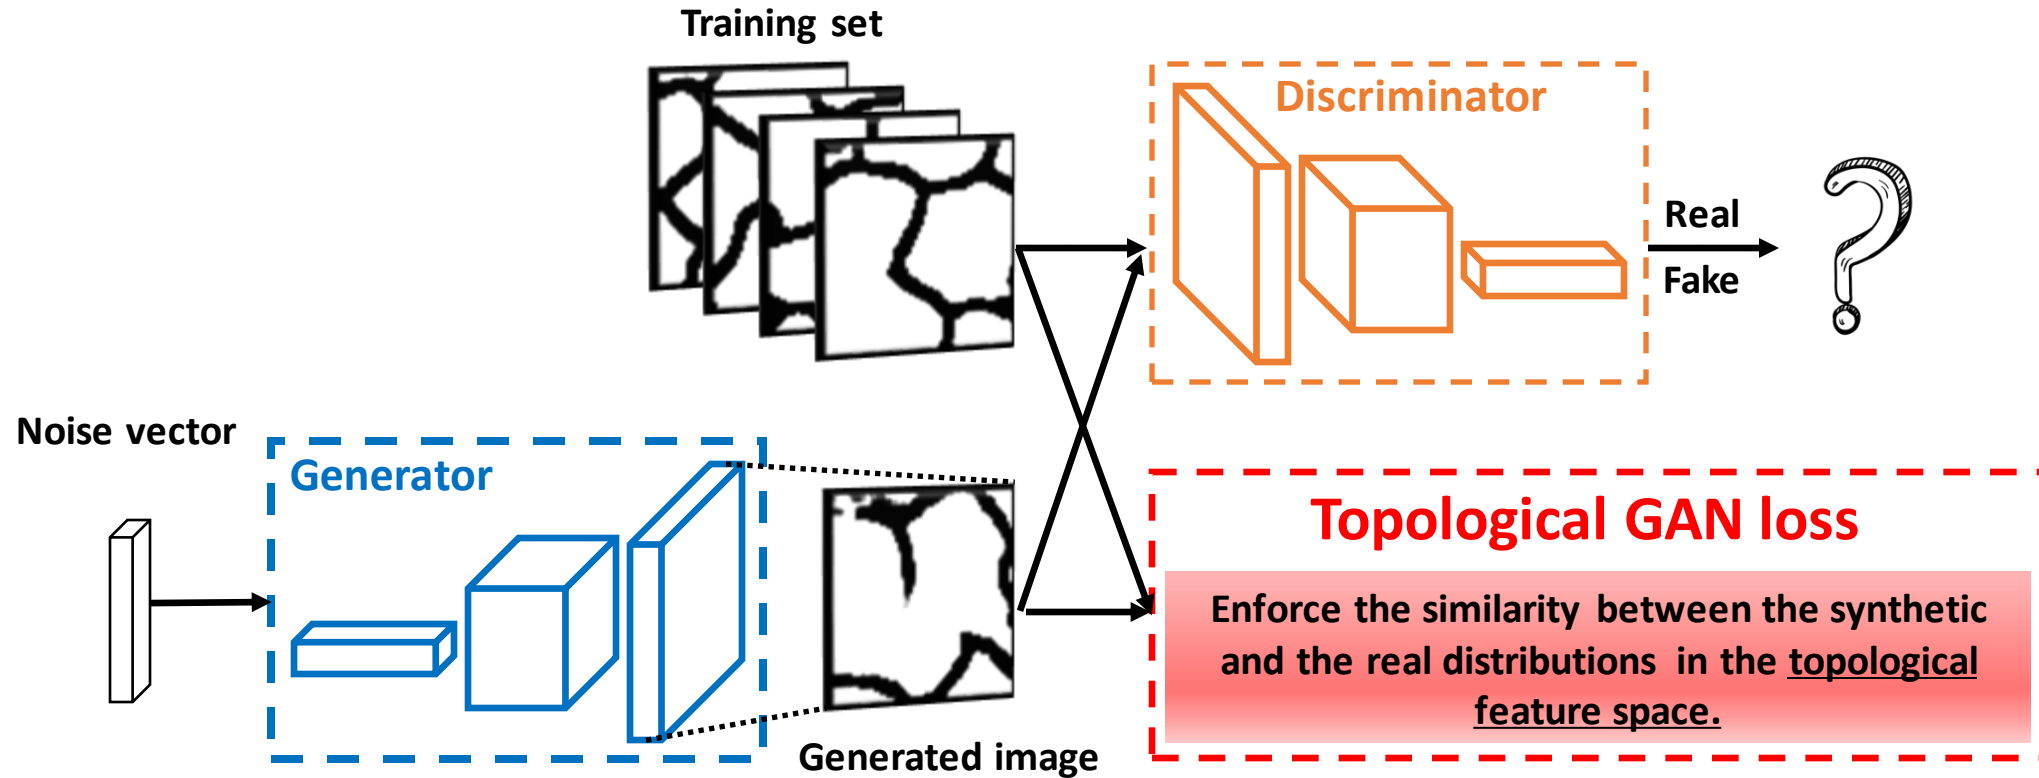 Training set
Discriminator
Real
Fake
Noise vector
Generator
Generated image
Topological GAN loss
Enforce the similarity between the synthetic
and the real distributions in the topological
feature space.